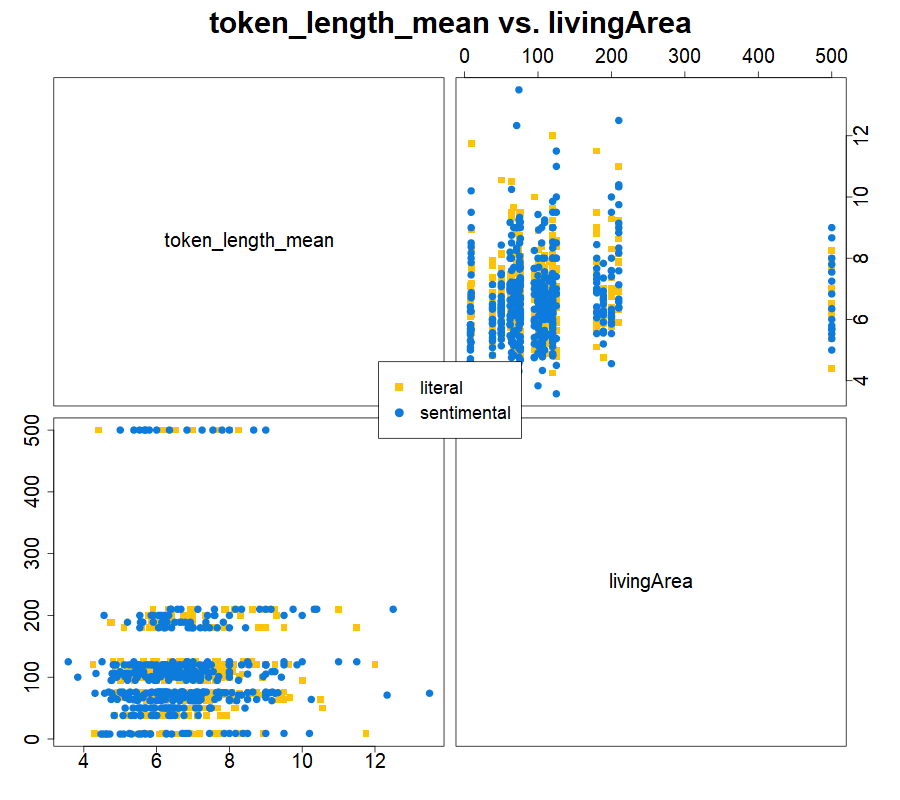 token_length_mean vs. livingArea
0 100 200 300 400 500
token_length_mean
4 6 8 10 12
literal
sentimental
0 100 200 300 400 500
livingArea
4 6 8 10 12